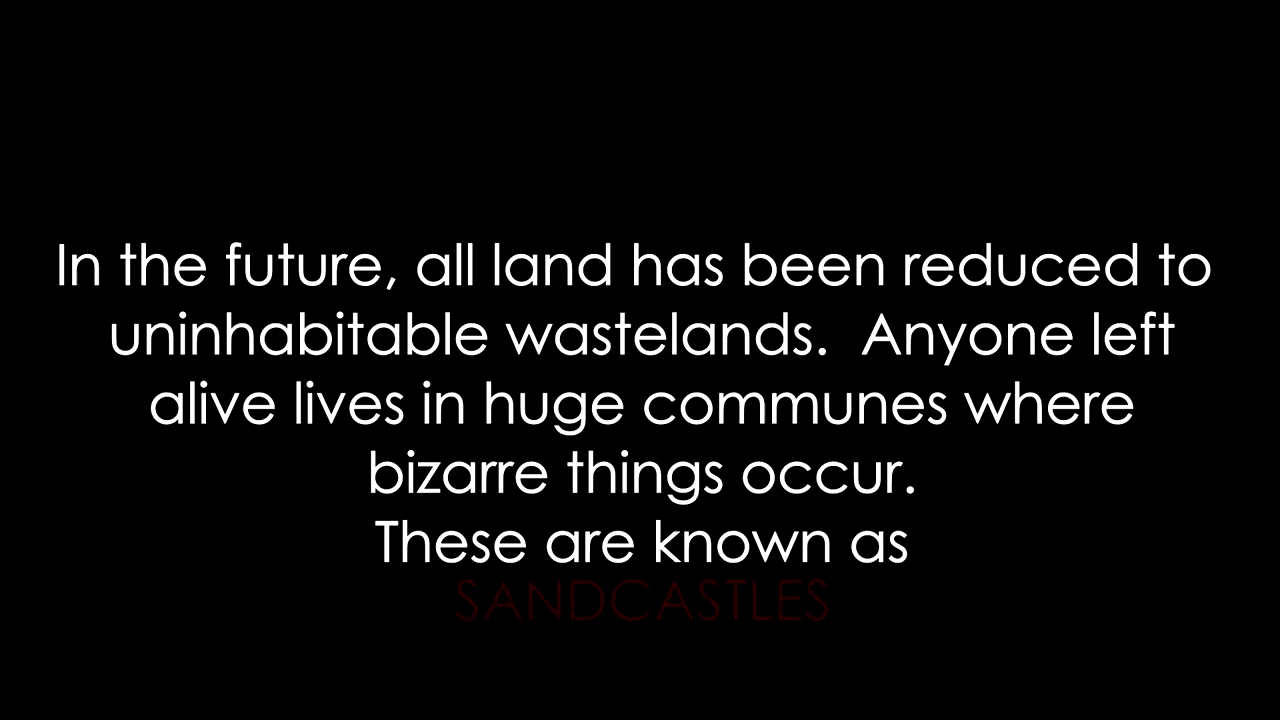 In the future, all land has been reduced to
uninhabitable wastelands.  Anyone left
alive lives in huge communes where
bizarre things occur.
These are known as
SANDCASTLES